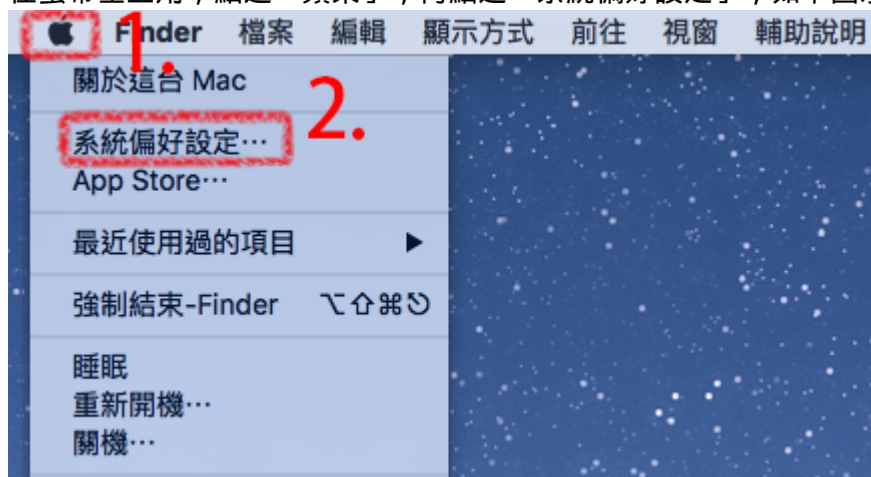 1.
Finder 檔案 編輯 顯示方式 前往 視窗 輔助說明
關於這台 Mac
2.
系統偏好設定⋯
App Store⋯
最近使用過的項目 ▶
強制結束-Finder ⌥⇧⌘⎋
睡眠
重新開機⋯
關機⋯